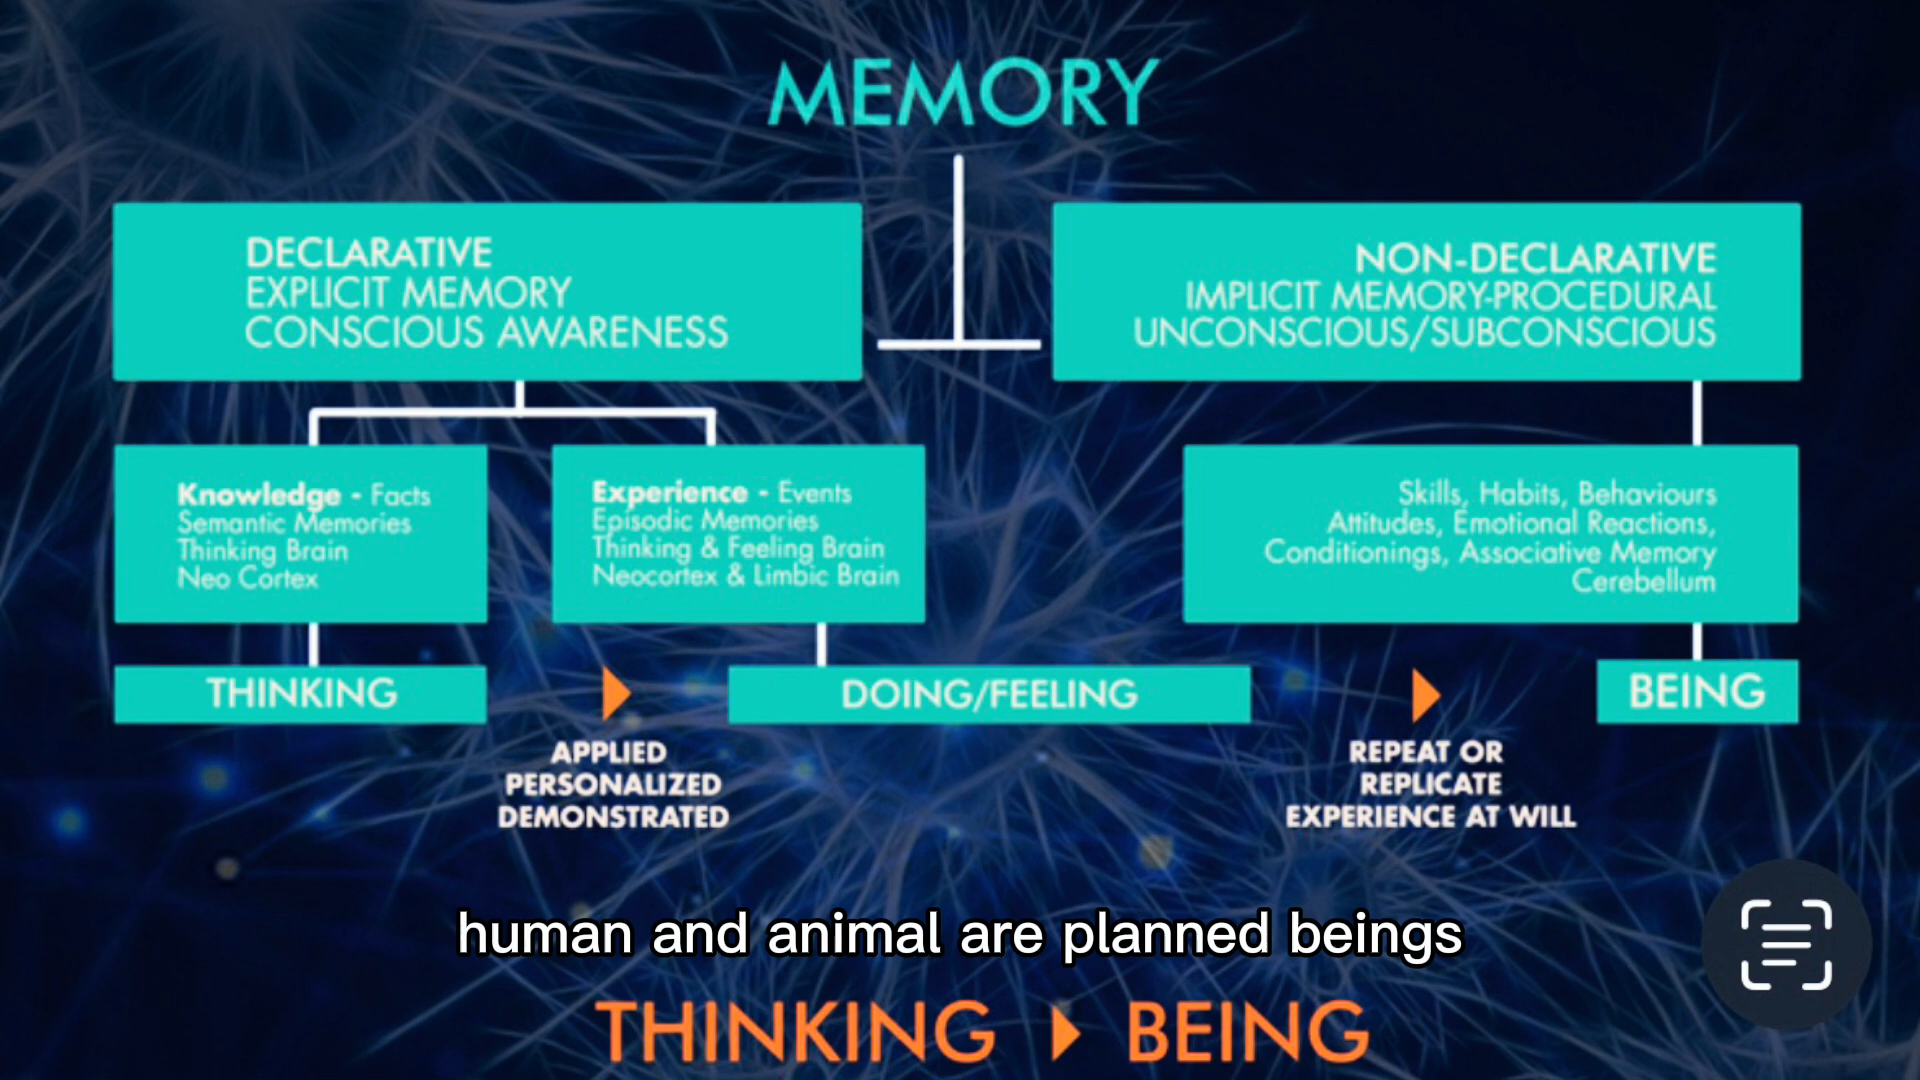 MEMORY
DECLARATIVE
EXPLICIT MEMORY
CONSCIOUS AWARENESS
NON-DECLARATIVE
IMPLICIT MEMORY-PROCEDURAL
UNCONSCIOUS/SUBCONSCIOUS
Knowledge - Facts
Semantic Memories
Thinking Brain
Neo Cortex
Experience - Events
Episodic Memories
Thinking & Feeling Brain
Neocortex & Limbic Brain
Skills, Habits, Behaviours
Attitudes, Emotional Reactions,
Conditionings, Associative Memory
Cerebellum
THINKING
DOING/FEELING
BEING
APPLIED
PERSONALIZED
DEMONSTRATED
REPEAT OR
REPLICATE
EXPERIENCE AT WILL
human and animal are planned beings
THINKING BEING